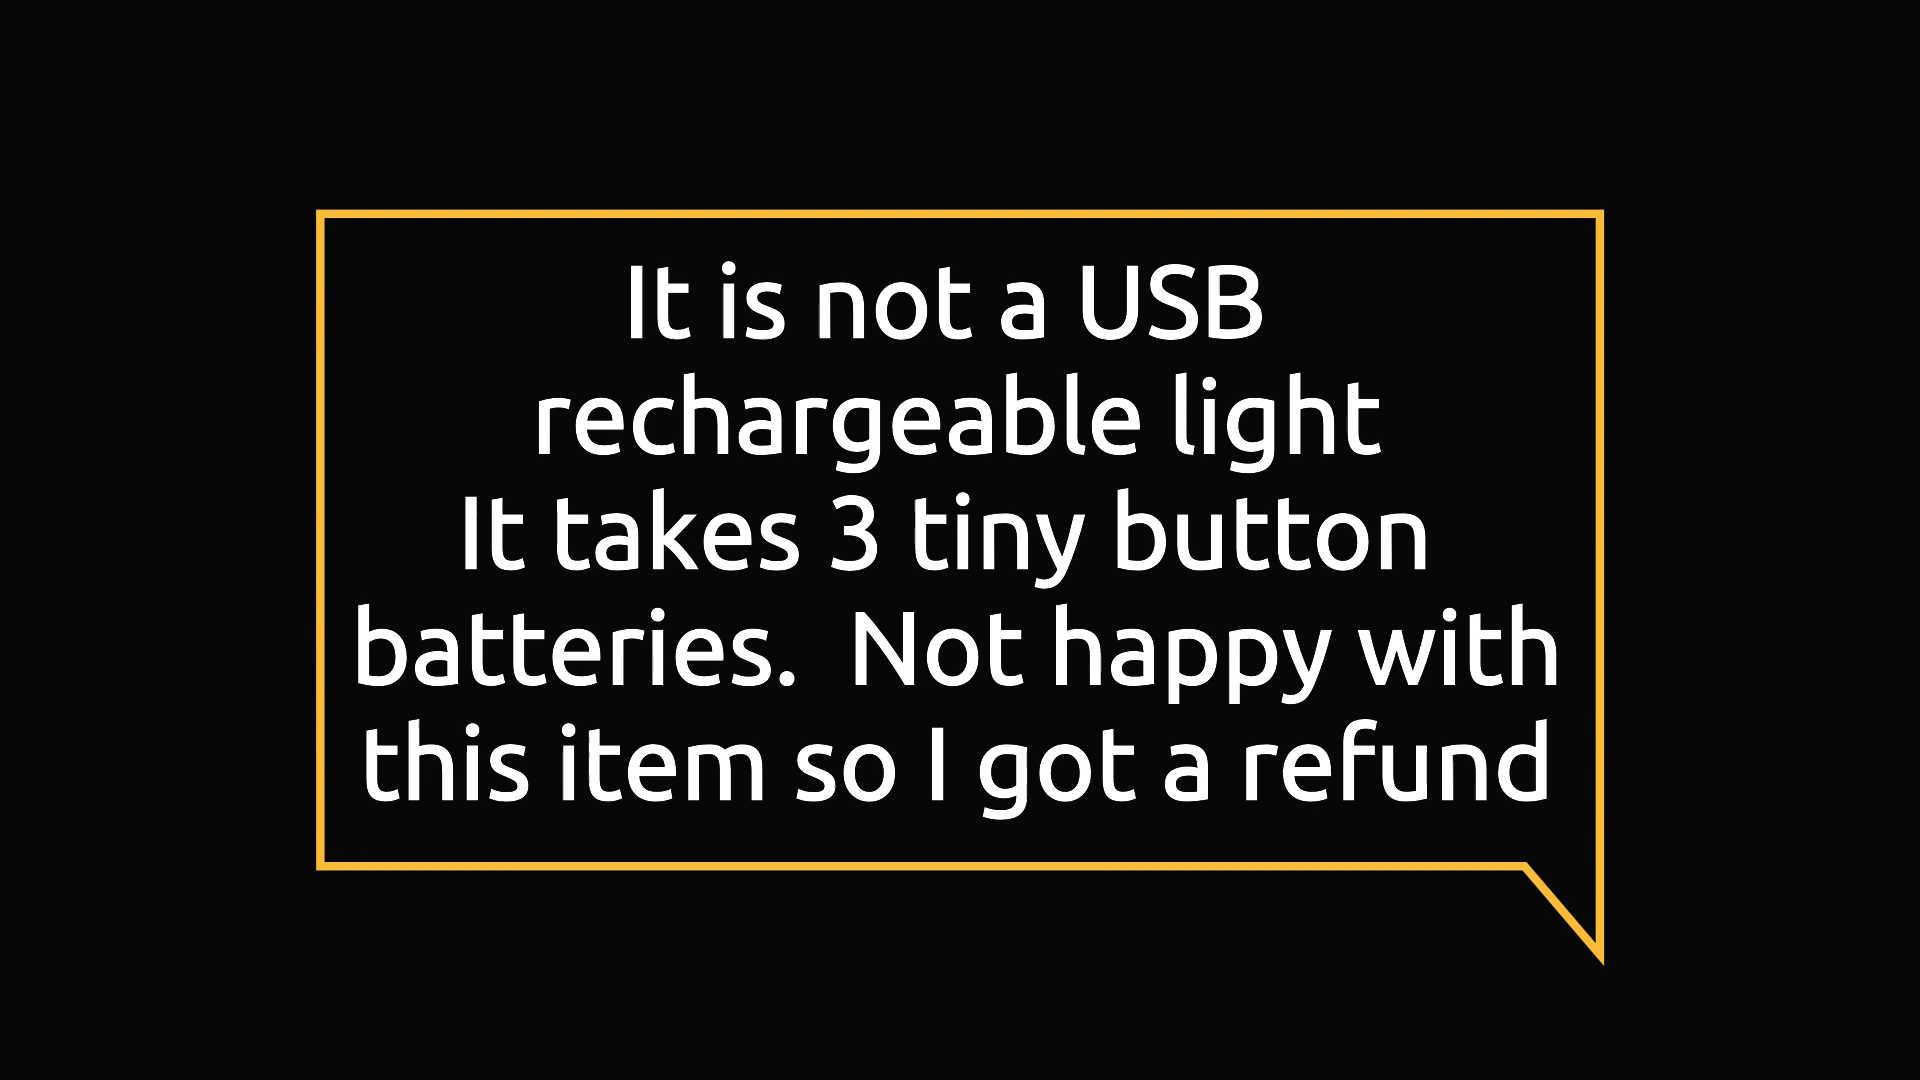 It is not a USB
rechargeable light
It takes 3 tiny button
batteries.  Not happy with
this item so I got a refund